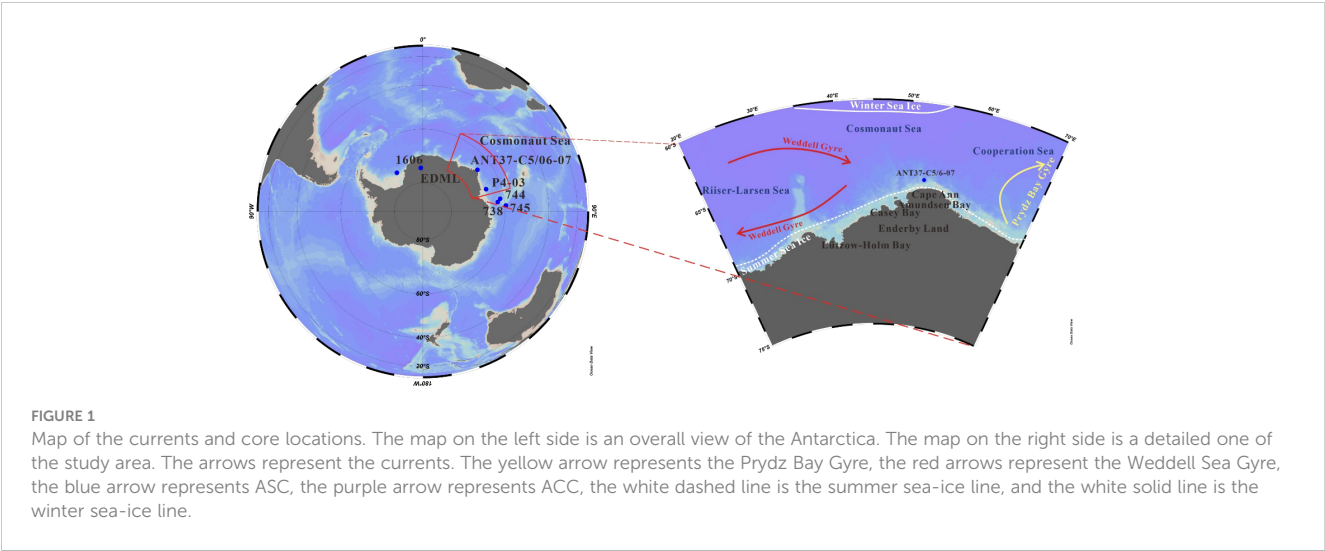 0°
Cosmonaut Sea
1606
ANT37-C5/06-07
EDML
P4-03
744
738
745
90°W
90°E
80°S
60°S
40°S
20°S
180°W
Ocean Data View
20°E
30°E
40°E
50°E
60°E
70°E
60°S
65°S
70°S
75°S
Winter Sea Ice
Cosmonaut Sea
Cooperation Sea
Weddell Gyre
ANT37-C5/6-07
Riiser-Larsen Sea
Cape Ann
Amundsen Bay
Casey Bay
Prydz Bay Gyre
Enderby Land
Weddell Gyre
Lützow-Holm Bay
Summer Sea Ice
Ocean Data View
FIGURE 1
Map of the currents and core locations. The map on the left side is an overall view of the Antarctica. The map on the right side is a detailed one of
the study area. The arrows represent the currents. The yellow arrow represents the Prydz Bay Gyre, the red arrows represent the Weddell Sea Gyre,
the blue arrow represents ASC, the purple arrow represents ACC, the white dashed line is the summer sea-ice line, and the white solid line is the
winter sea-ice line.